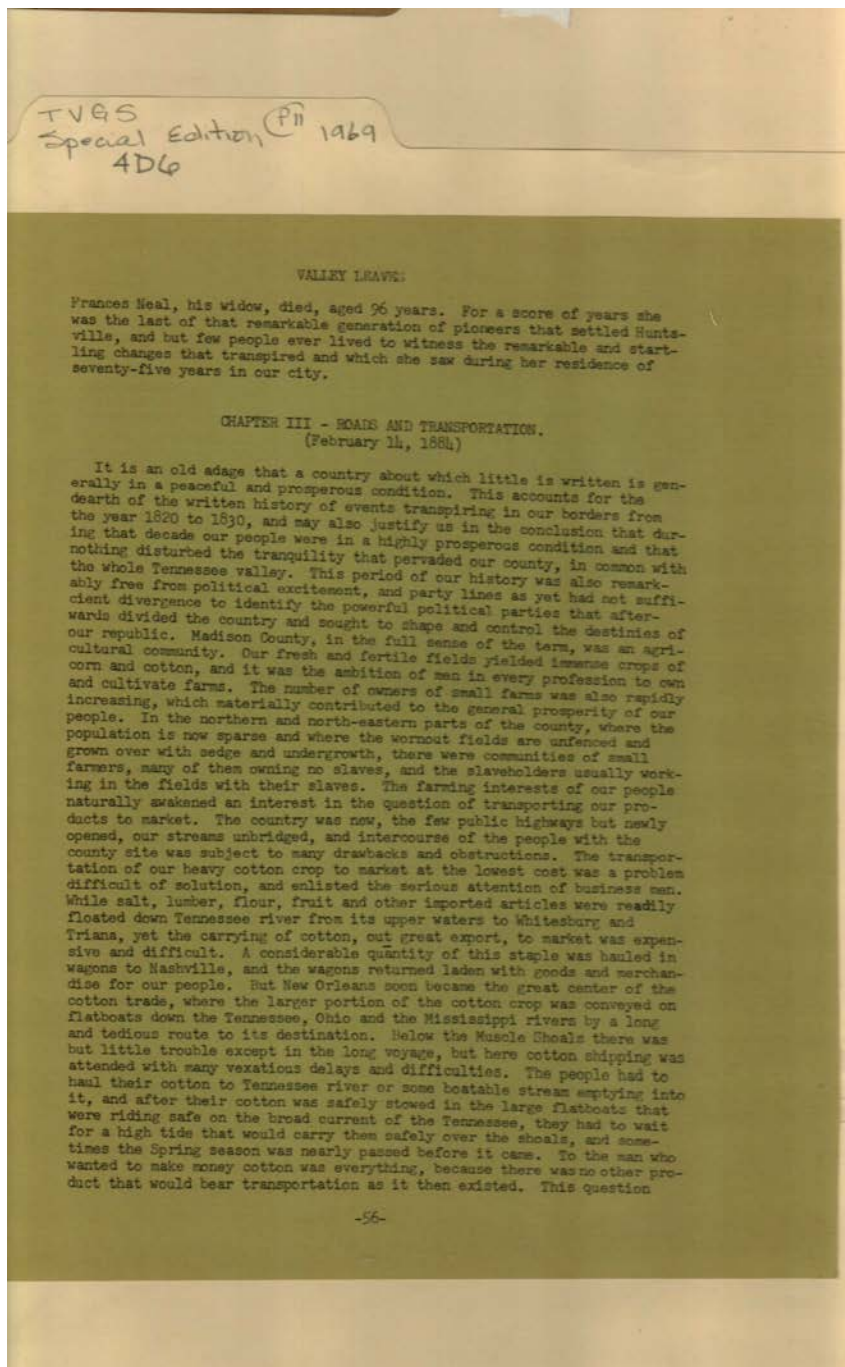 TVGS
Special Edition P11 1969
4D6
VALLEY LEAVES
Frances Neal, his widow, died, aged 96 years. For a score of years she
was the last of that remarkable generation of pioneers that settled Hunts-
ville, and but few people ever lived to witness the remarkable and start-
ling changes that transpired and which she saw during her residence of
seventy-five years in our city.
CHAPTER III - ROADS AND TRANSPORTATION.
(February 14, 1884)
It is an old adage that a country about which little is written is gen-
erally in a peaceful and prosperous condition. This accounts for the
dearth of the written history of events transpiring in our borders from
the year 1820 to 1830, and may also justify us in the conclusion that dur-
ing that decade our people were in a highly prosperous condition and that
nothing disturbed the tranquility that pervaded our county, in common with
the whole Tennessee valley. This period of our history was also remark-
ably free from political excitement, and party lines as yet had not suffi-
cient divergence to identify the powerful political parties that after-
wards divided the country and sought to shape and control the destinies of
our republic. Madison County, in the full sense of the term, was an agri-
cultural community. Our fresh and fertile fields yielded immense crops of
corn and cotton, and it was the ambition of men in every profession to own
and cultivate farms. The number of owners of small farms was also rapidly
increasing, which materially contributed to the general prosperity of our
people. In the northern and north-eastern parts of the county, where the
population is now sparse and where the wornout fields are unfenced and
grown over with sedge and undergrowth, there were communities of small
farmers, many of them owning no slaves, and the slaveholders usually work-
ing in the fields with their slaves. The farming interests of our people
naturally awakened an interest in the question of transporting our pro-
ducts to market. The country was new, the few public highways but newly
opened, our streams unbridged, and intercourse of the people with the
county site was subject to many drawbacks and obstructions. The transpor-
tation of our heavy cotton crop to market at the lowest cost was a problem
difficult of solution, and enlisted the serious attention of business men.
While salt, lumber, flour, fruit and other imported articles were readily
floated down Tennessee river from its upper waters to Whitesburg and
Triana, yet the carrying of cotton, out great export, to market was expen-
sive and difficult. A considerable quantity of this staple was hauled in
wagons to Nashville, and the wagons returned laden with goods and merchan-
dise for our people. But New Orleans soon became the great center of the
cotton trade, where the larger portion of the cotton crop was conveyed on
flatboats down the Tennessee, Ohio and the Mississippi rivers by a long
and tedious route to its destination. Below the Muscle Shoals there was
but little trouble except in the long voyage, but here cotton shipping was
attended with many vexatious delays and difficulties. The people had to
haul their cotton to Tennessee river or some boatable stream emptying into
it, and after their cotton was safely stowed in the large flatboats that
were riding safe on the broad current of the Tennessee, they had to wait
for a high tide that would carry them safely over the shoals, and some-
times the Spring season was nearly passed before it came. To the man who
wanted to make money cotton was everything, because there was no other pro-
duct that would bear transportation as it then existed. This question
-56-